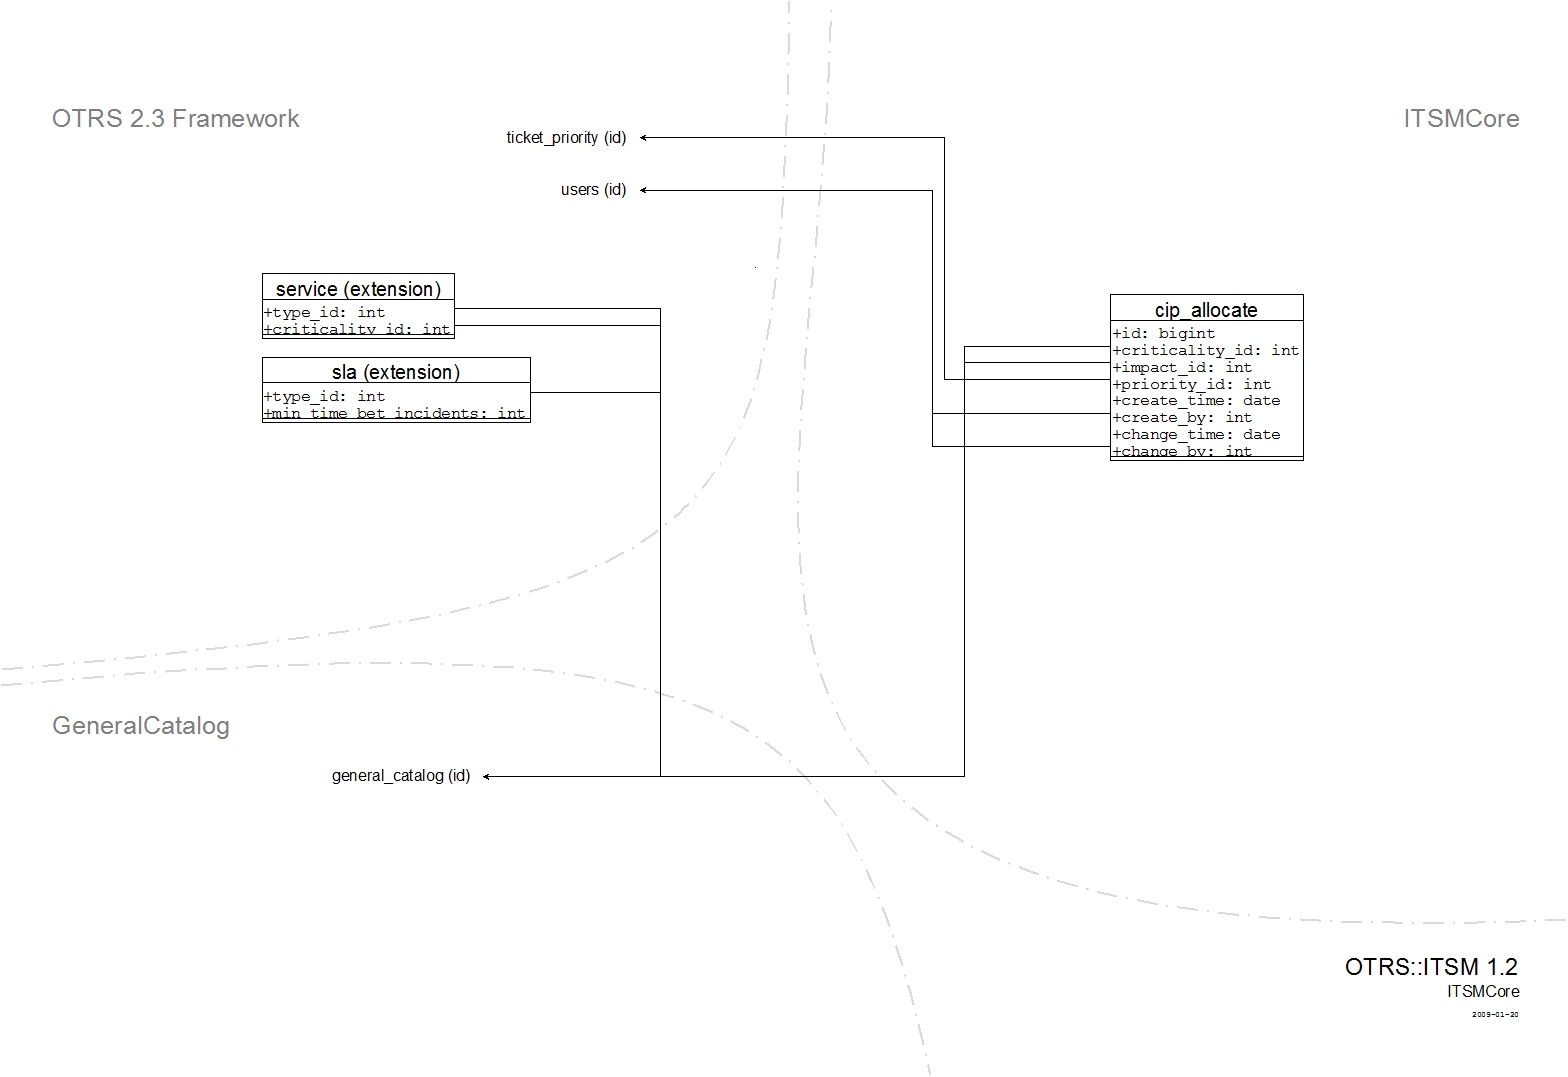 OTRS 2.3 Framework
ITSMCore
ticket_priority (id)
users (id)
service (extension)
+type_id: int
+criticality_id: int
sla (extension)
+type_id: int
+min_time_bet_incidents: int
cip_allocate
+id: bigint
+criticality_id: int
+impact_id: int
+priority_id: int
+create_time: date
+create_by: int
+change_time: date
+change_by: int
GeneralCatalog
general_catalog (id)
OTRS::ITSM 1.2
ITSMCore
2009-01-20